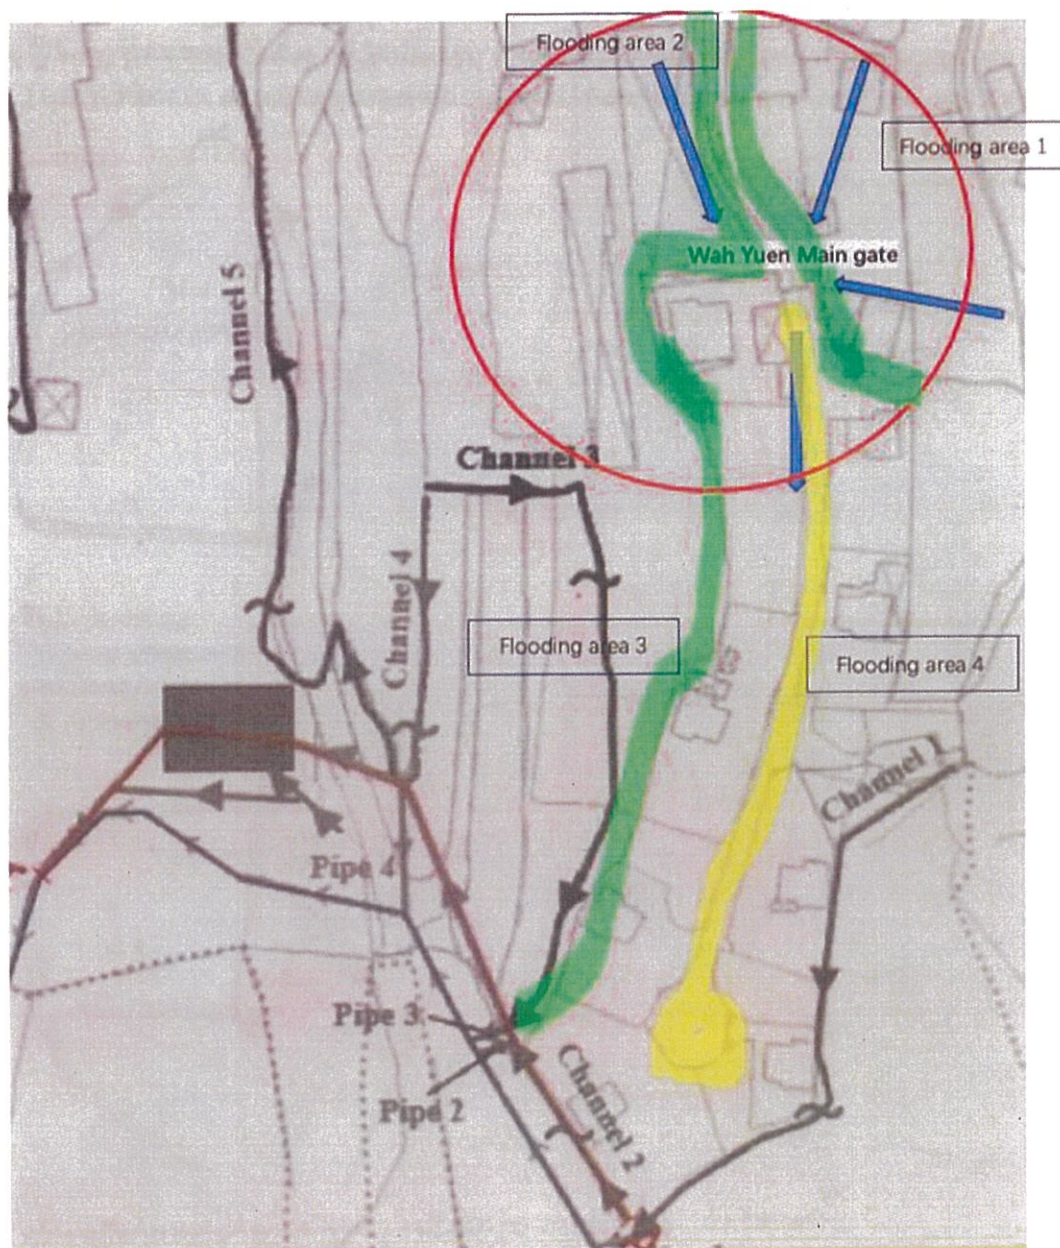 Flooding area 2
Flooding area 1
Wah Yuen Main gate
Channel 5
Channel 3
Channel 4
Flooding area 3
Flooding area 4
Channel 1
Pipe 4
Pipe 3
Channel 2
Pipe 2